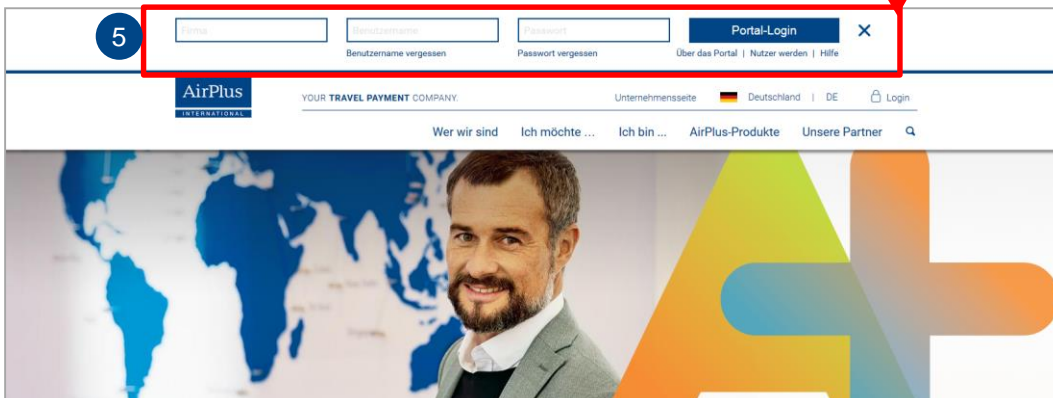 5
Firma
Benutzername
Passwort
Portal-Login
Benutzername vergessen
Passwort vergessen
Über das Portal | Nutzer werden | Hilfe
AirPlus
INTERNATIONAL
YOUR TRAVEL PAYMENT COMPANY.
Unternehmensseite
Deutschland | DE
Login
Wer wir sind
Ich möchte ...
Ich bin ...
AirPlus-Produkte
Unsere Partner